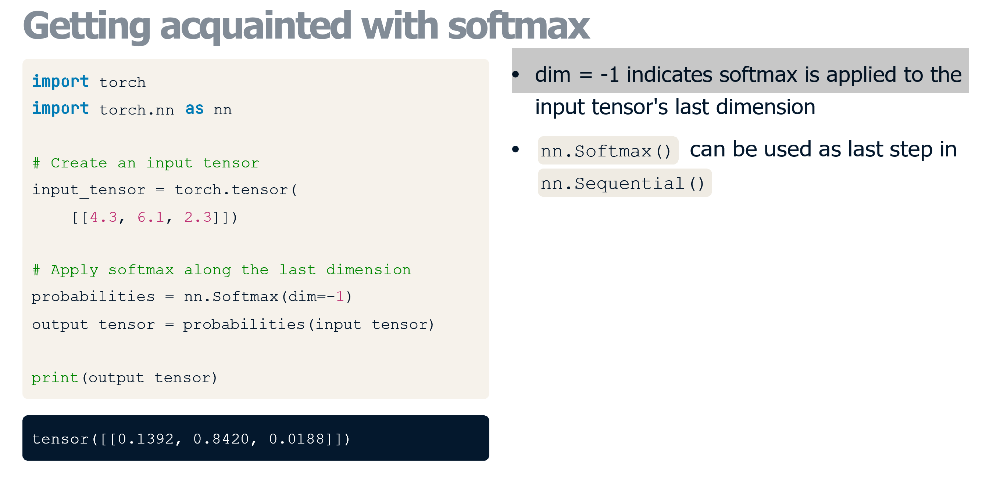 Getting acquainted with softmax
import torch
import torch.nn as nn
# Create an input tensor
input_tensor = torch.tensor(
[[4.3, 6.1, 2.3]])
# Apply softmax along the last dimension
probabilities = nn.Softmax(dim=-1)
output tensor = probabilities(input tensor)
print(output_tensor)
tensor([[0.1392, 0.8420, 0.0188]])
• dim = -1 indicates softmax is applied to the
input tensor's last dimension
• nn.Softmax() can be used as last step in
nn.Sequential()